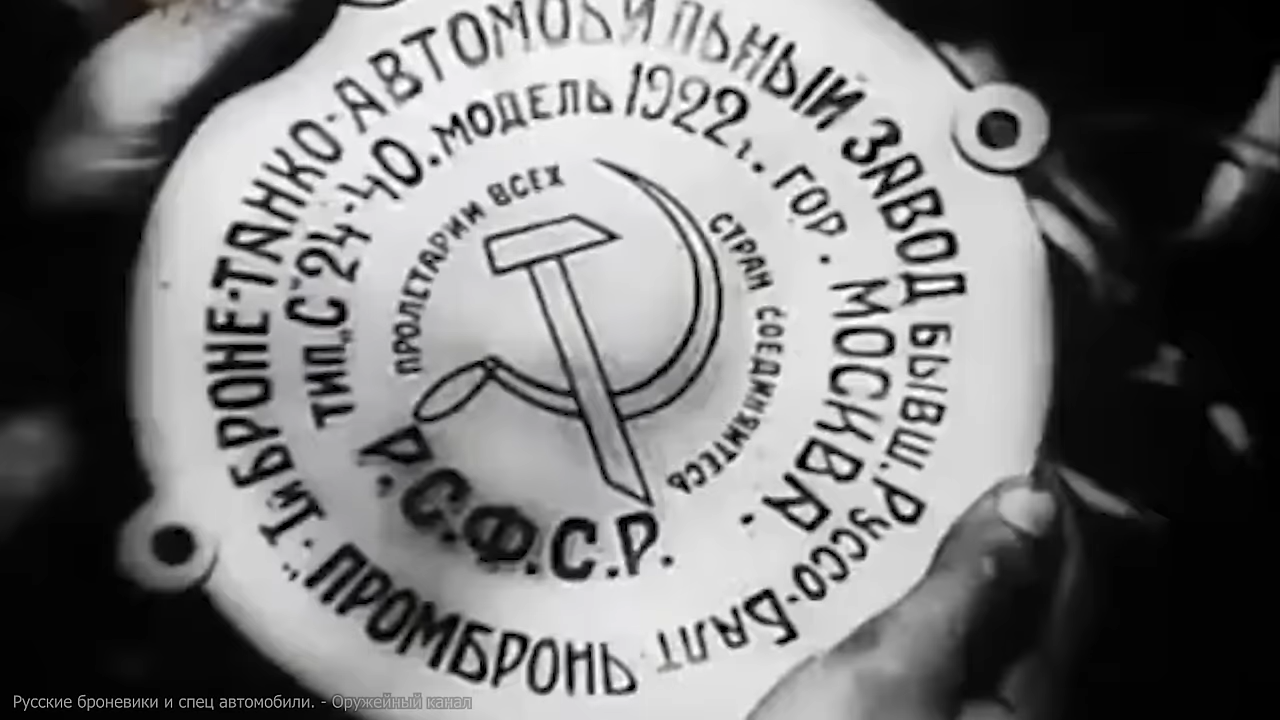 1й БРОНЕ-ТАНКО-АВТОМОБИЛЬНЫЙ ЗАВОД БЫВШ. РУССО-БАЛТ
"ПРОМБРОНЬ
ТИП „С" 24-40. МОДЕЛЬ 1922 г. ГОР. МОСКВА.
ПРОЛЕТАРИИ ВСЕХ СТРАН СОЕДИНЯЙТЕСЬ
Р.С.Ф.С.Р.
Русские броневики и спец автомобили. - Оружейный канал